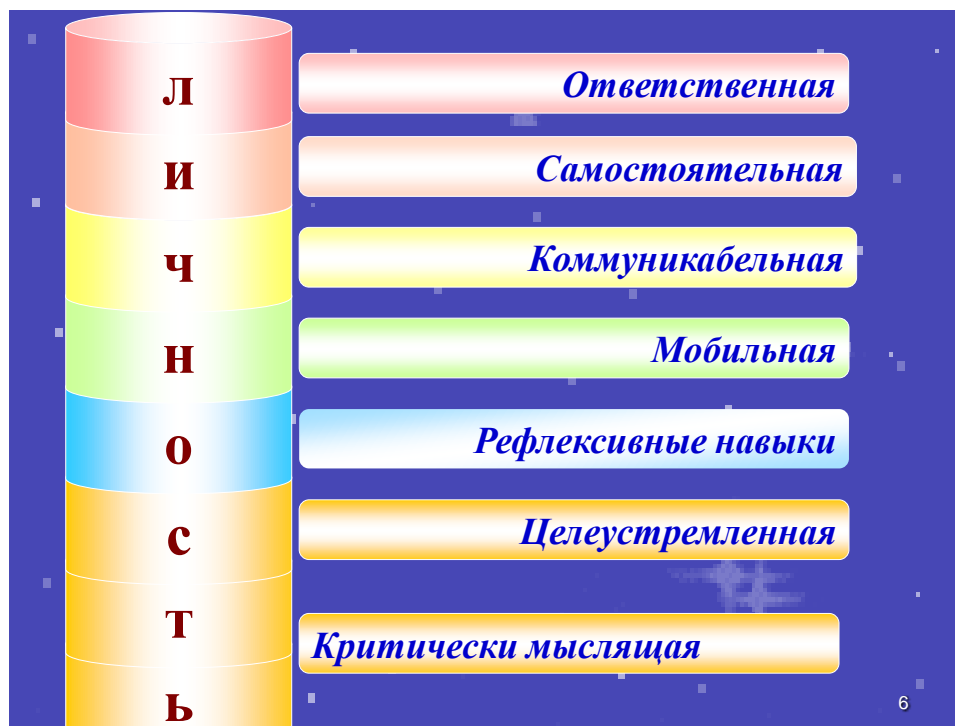 л
Ответственная
и
Самостоятельная
ч
Коммуникабельная
н
Мобильная
о
Рефлексивные навыки
с
Целеустремленная
т
Критически мыслящая
ь
6